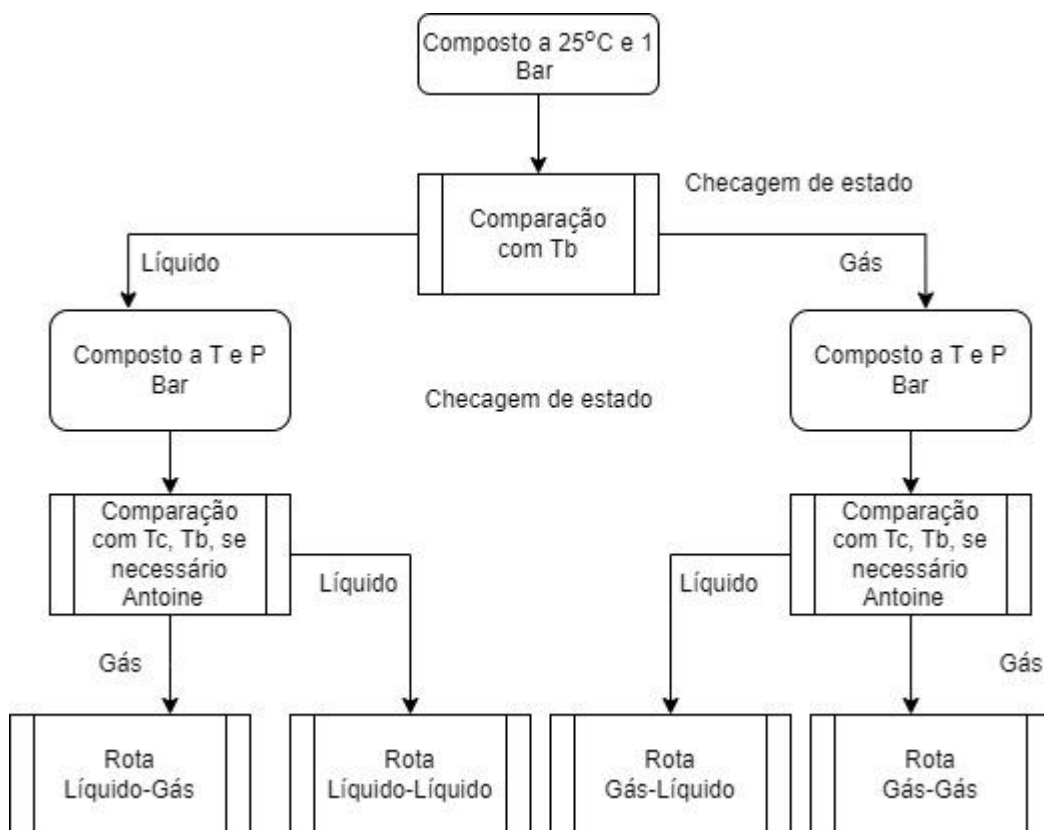 Composto a 25ºC e 1
Bar
Checagem de estado
Comparação
com Tb
Líquido
Gás
Composto a T e P
Bar
Composto a T e P
Bar
Checagem de estado
Comparação
com Tc, Tb, se
necessário
Antoine
Comparação
com Tc, Tb, se
necessário
Antoine
Líquido
Líquido
Gás
Gás
Rota
Líquido-Gás
Rota
Líquido-Líquido
Rota
Gás-Líquido
Rota
Gás-Gás